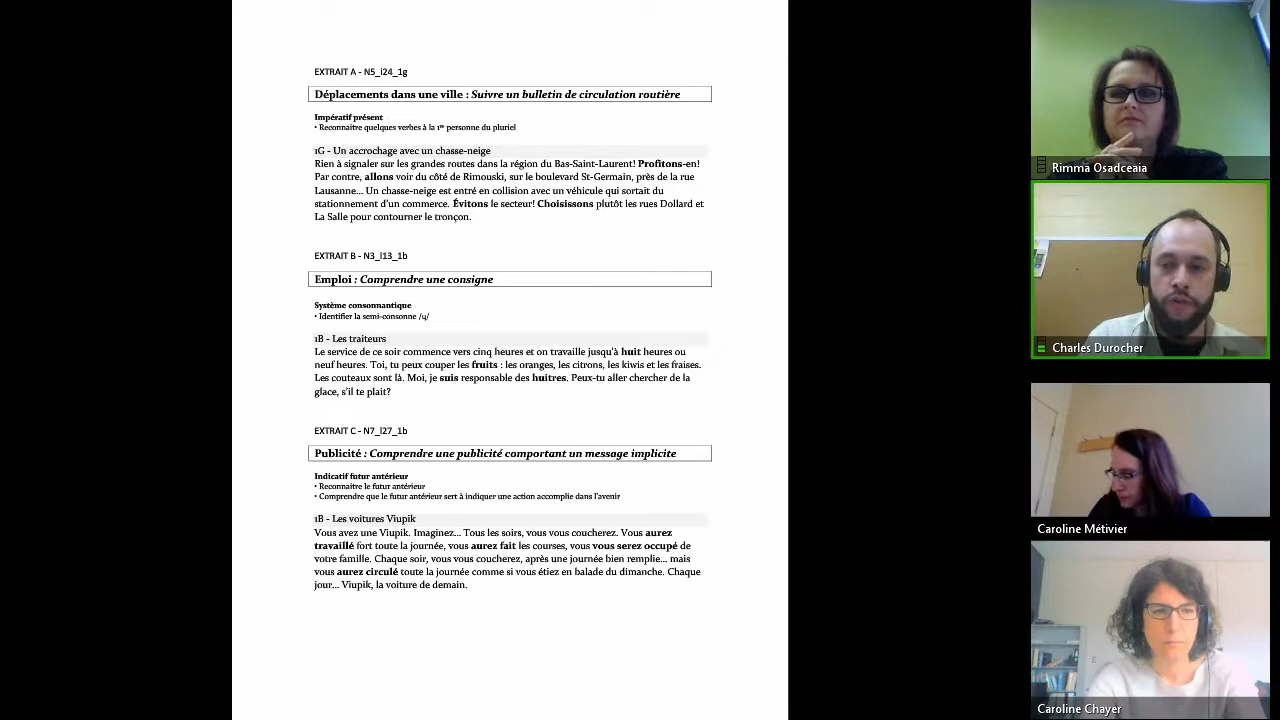 EXTRAIT A - N5_i24_1g
Déplacements dans une ville : Suivre un bulletin de circulation routière
Impératif présent
• Reconnaitre quelques verbes à la 1re personne du pluriel
1G - Un accrochage avec un chasse-neige
Rien à signaler sur les grandes routes dans la région du Bas-Saint-Laurent! Profitons-en!
Par contre, allons voir du côté de Rimouski, sur le boulevard St-Germain, près de la rue
Lausanne... Un chasse-neige est entré en collision avec un véhicule qui sortait du
stationnement d'un commerce. Évitons le secteur! Choisissons plutôt les rues Dollard et
La Salle pour contourner le tronçon.
EXTRAIT B - N3_i13_1b
Emploi : Comprendre une consigne
Système consonnantique
• Identifier la semi-consonne /ɥ/
1B - Les traiteurs
Le service de ce soir commence vers cinq heures et on travaille jusqu'à huit heures ou
neuf heures. Toi, tu peux couper les fruits : les oranges, les citrons, les kiwis et les fraises.
Les couteaux sont là. Moi, je suis responsable des huitres. Peux-tu aller chercher de la
glace, s'il te plait?
EXTRAIT C - N7_i27_1b
Publicité : Comprendre une publicité comportant un message implicite
Indicatif futur antérieur
• Reconnaitre le futur antérieur
• Comprendre que le futur antérieur sert à indiquer une action accomplie dans l'avenir
1B - Les voitures Viupik
Vous avez une Viupik. Imaginez... Tous les soirs, vous vous coucherez. Vous aurez
travaillé fort toute la journée, vous aurez fait les courses, vous vous serez occupé de
votre famille. Chaque soir, vous vous coucherez, après une journée bien remplie... mais
vous aurez circulé toute la journée comme si vous étiez en balade du dimanche. Chaque
jour... Viupik, la voiture de demain.
Rimma Osadceaia
Charles Durocher
Caroline Métivier
Caroline Chayer